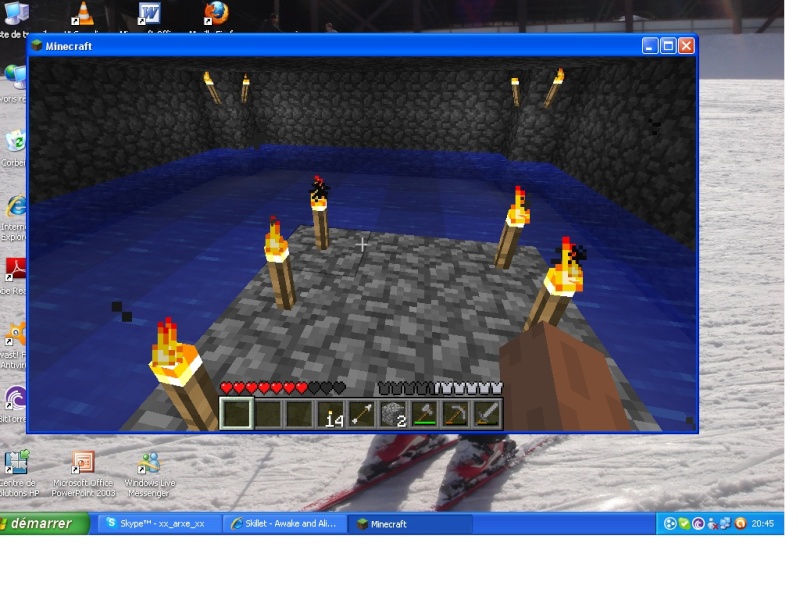 Minecraft
14
2
Centre de
solutions HP
Microsoft Office
PowerPoint 2003
Windows Live
Messenger
démarrer
Skype™ - xx_arxe_xx
Skillet - Awake and Ali...
Minecraft
20:45